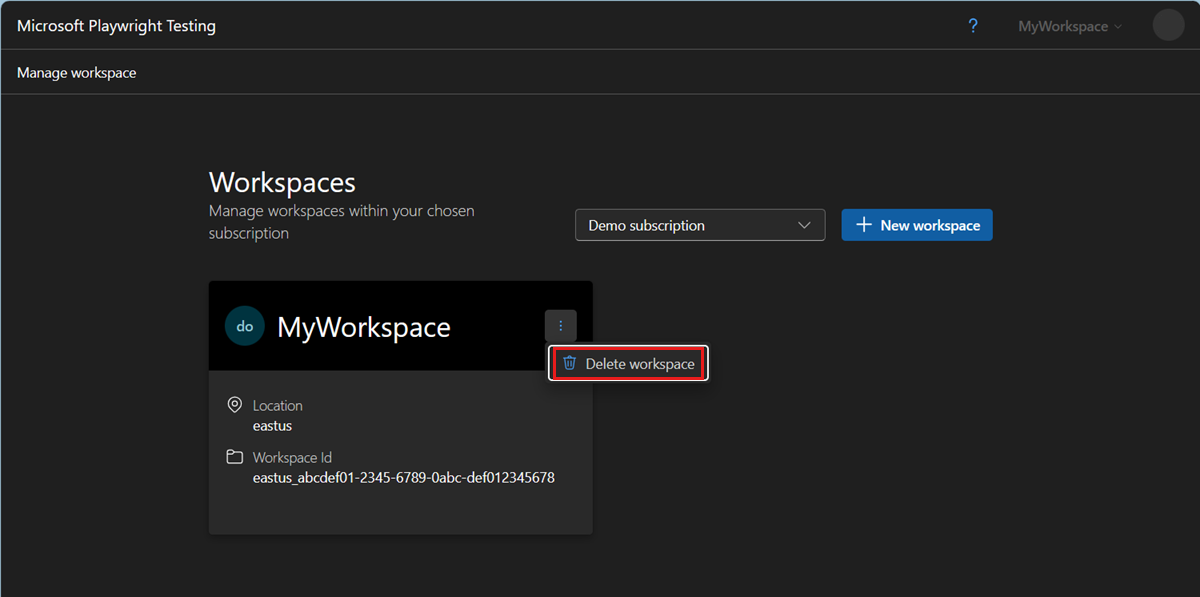 Microsoft Playwright Testing
? MyWorkspace
Manage workspace
Workspaces
Manage workspaces within your chosen
subscription
Demo subscription
New workspace
do MyWorkspace
Delete workspace
Location
eastus
Workspace Id
eastus_abcdef01-2345-6789-0abc-def012345678